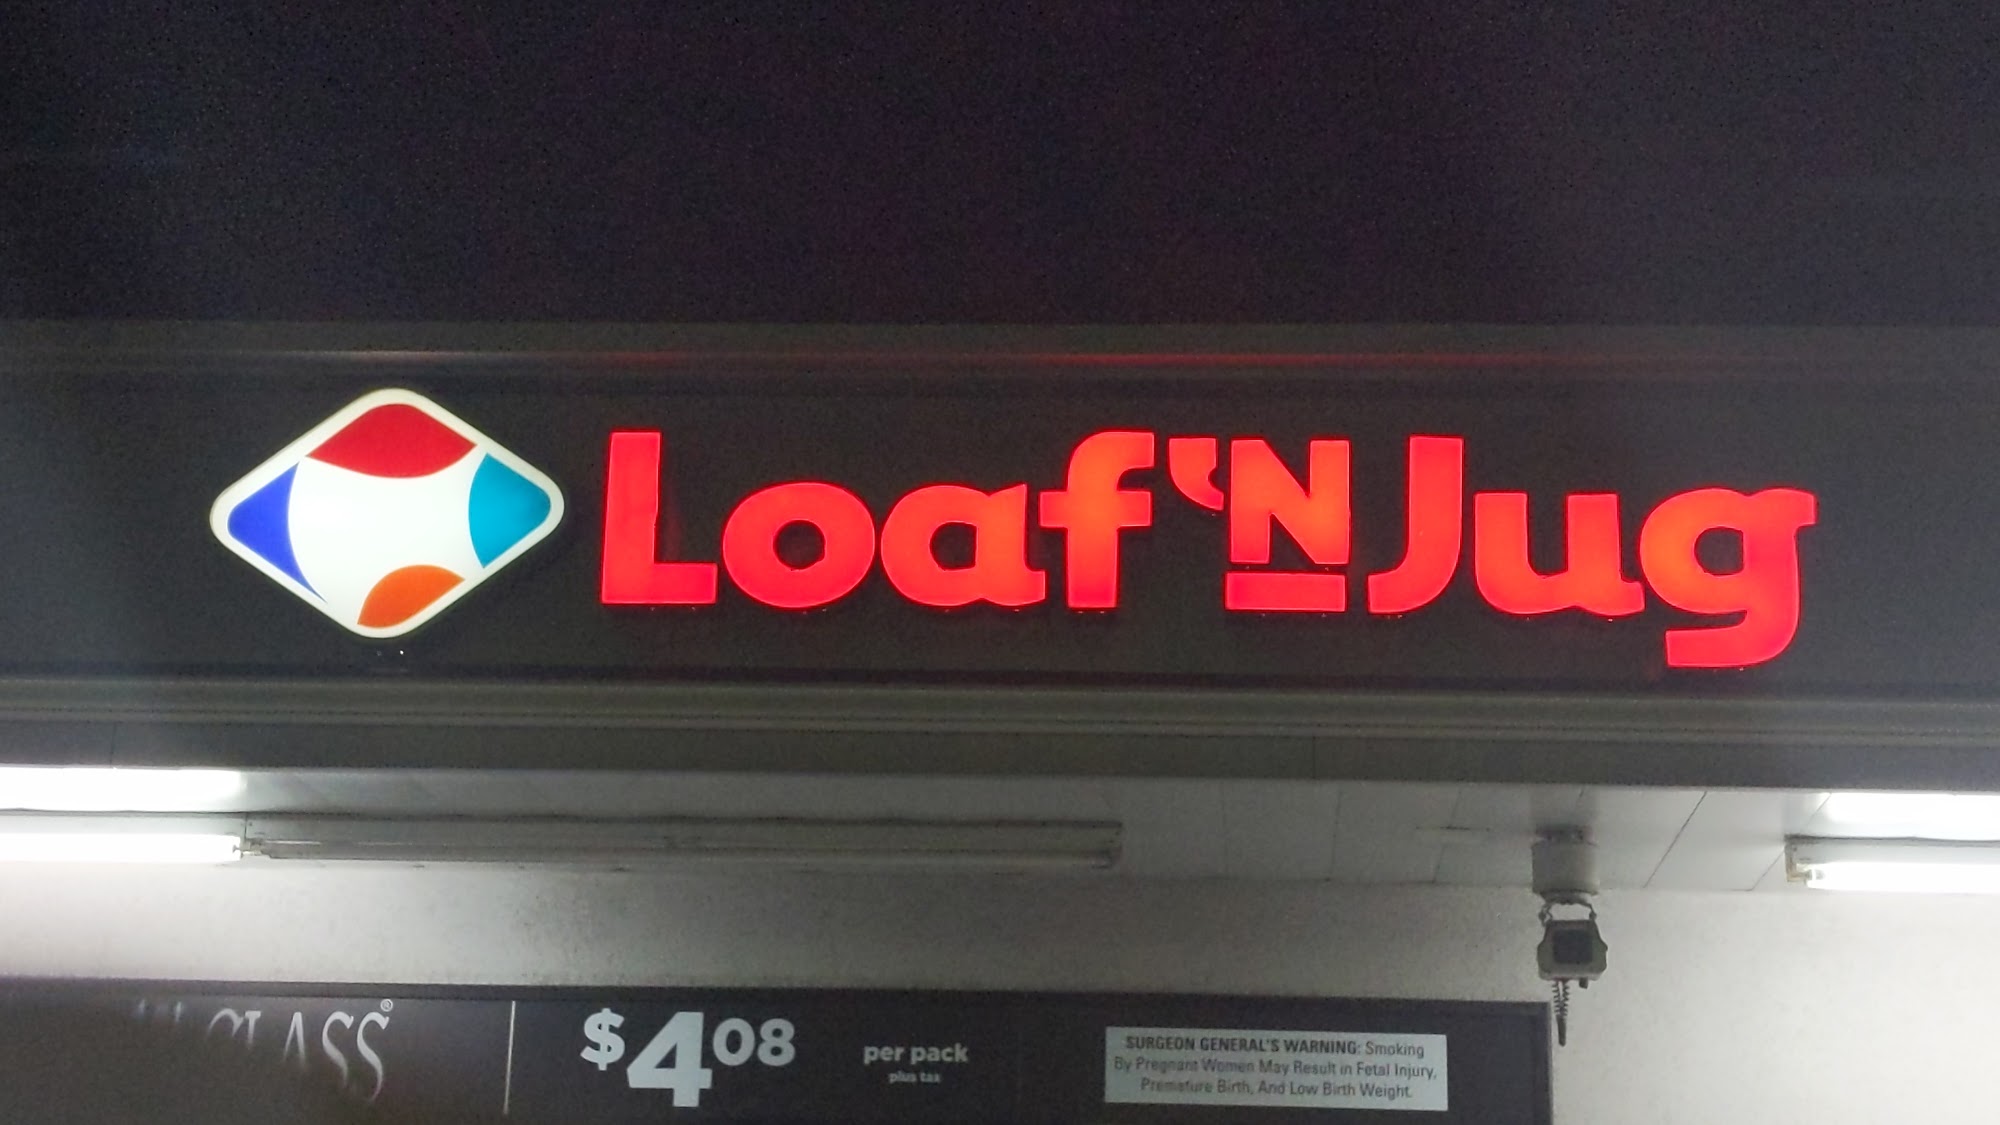 Loaf 'N Jug
CLASS®
$4.08
per pack
plus tax
SURGEON GENERAL'S WARNING: Smoking
By Pregnant Women May Result in Fetal Injury,
Premature Birth, And Low Birth Weight.